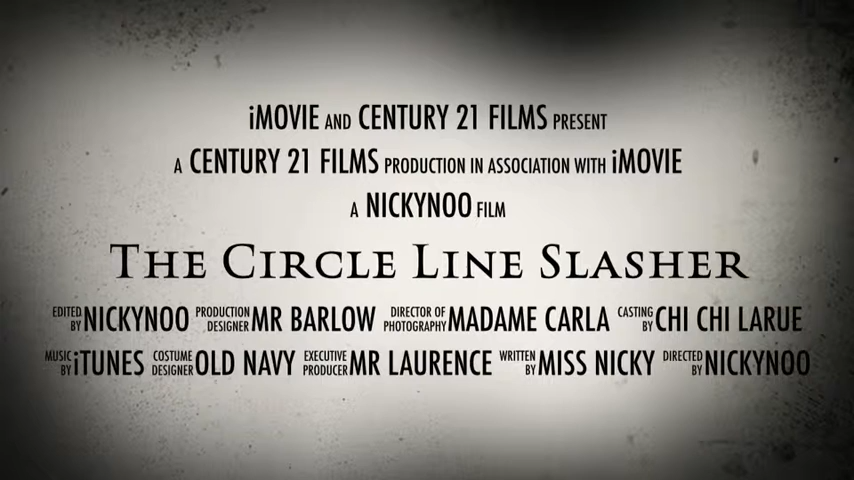 iMOVIE AND CENTURY 21 FILMS PRESENT
A CENTURY 21 FILMS PRODUCTION IN ASSOCIATION WITH iMOVIE
A NICKYNOO FILM
THE CIRCLE LINE SLASHER
EDITED BY NICKYNOO PRODUCTION DESIGNER MR BARLOW DIRECTOR OF PHOTOGRAPHY MADAME CARLA CASTING BY CHI CHI LARUE
MUSIC BY iTUNES COSTUME DESIGNER OLD NAVY EXECUTIVE PRODUCER MR LAURENCE WRITTEN BY MISS NICKY DIRECTED BY NICKYNOO